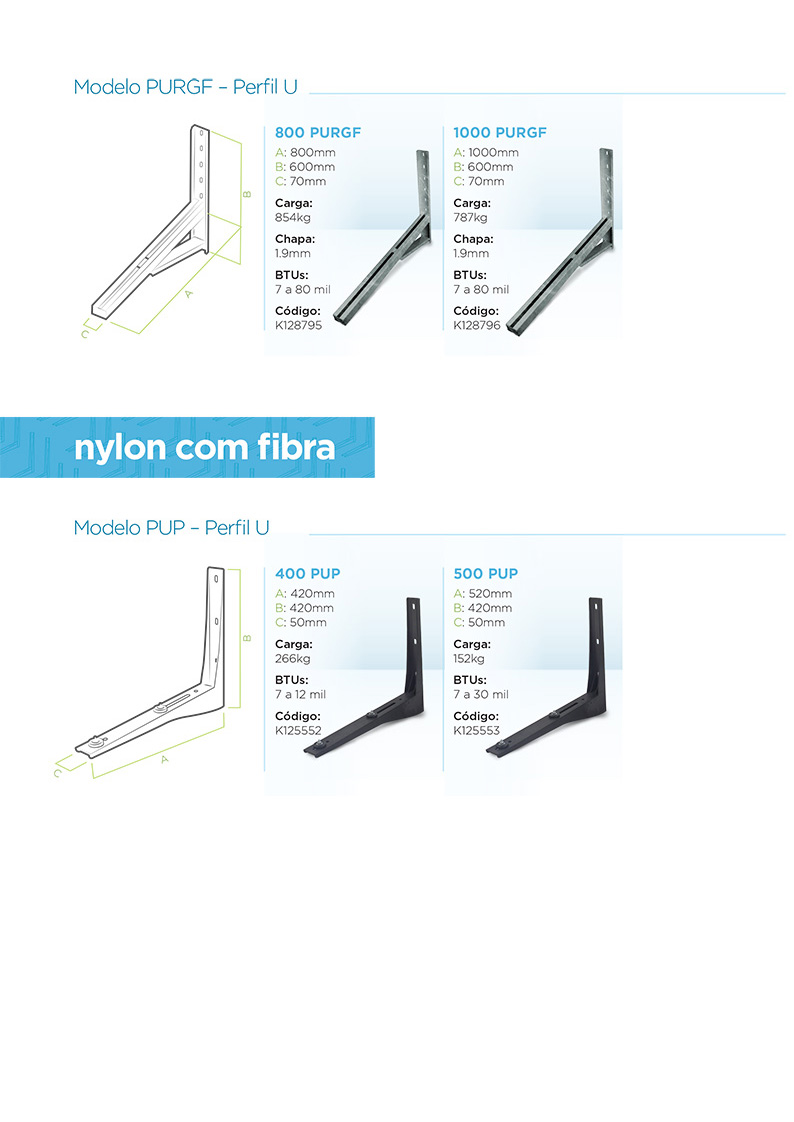 Modelo PURGF – Perfil U
B
A
C
800 PURGF
A: 800mm
B: 600mm
C: 70mm
Carga:
854kg
Chapa:
1.9mm
BTUs:
7 a 80 mil
Código:
K128795
1000 PURGF
A: 1000mm
B: 600mm
C: 70mm
Carga:
787kg
Chapa:
1.9mm
BTUs:
7 a 80 mil
Código:
K128796
nylon com fibra
Modelo PUP – Perfil U
B
A
C
400 PUP
A: 420mm
B: 420mm
C: 50mm
Carga:
266kg
BTUs:
7 a 12 mil
Código:
K125552
500 PUP
A: 520mm
B: 420mm
C: 50mm
Carga:
152kg
BTUs:
7 a 30 mil
Código:
K125553